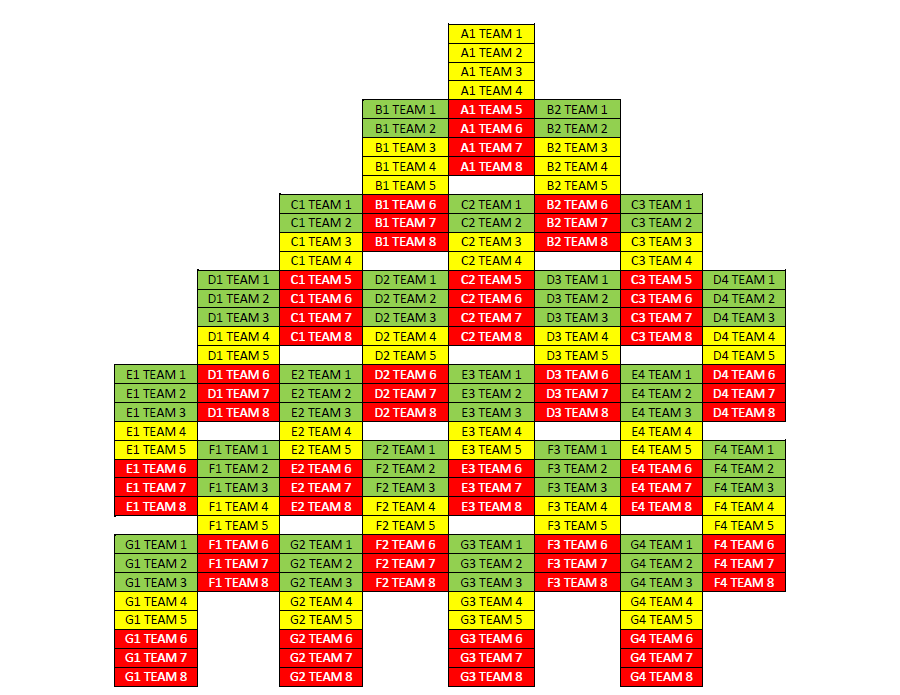 A1 TEAM 1
A1 TEAM 2
A1 TEAM 3
A1 TEAM 4
B1 TEAM 1 A1 TEAM 5 B2 TEAM 1
B1 TEAM 2 A1 TEAM 6 B2 TEAM 2
B1 TEAM 3 A1 TEAM 7 B2 TEAM 3
B1 TEAM 4 A1 TEAM 8 B2 TEAM 4
B1 TEAM 5 B2 TEAM 5
C1 TEAM 1 B1 TEAM 6 C2 TEAM 1 B2 TEAM 6 C3 TEAM 1
C1 TEAM 2 B1 TEAM 7 C2 TEAM 2 B2 TEAM 7 C3 TEAM 2
C1 TEAM 3 B1 TEAM 8 C2 TEAM 3 B2 TEAM 8 C3 TEAM 3
C1 TEAM 4 C2 TEAM 4 C3 TEAM 4
D1 TEAM 1 C1 TEAM 5 D2 TEAM 1 C2 TEAM 5 D3 TEAM 1 C3 TEAM 5 D4 TEAM 1
D1 TEAM 2 C1 TEAM 6 D2 TEAM 2 C2 TEAM 6 D3 TEAM 2 C3 TEAM 6 D4 TEAM 2
D1 TEAM 3 C1 TEAM 7 D2 TEAM 3 C2 TEAM 7 D3 TEAM 3 C3 TEAM 7 D4 TEAM 3
D1 TEAM 4 C1 TEAM 8 D2 TEAM 4 C2 TEAM 8 D3 TEAM 4 C3 TEAM 8 D4 TEAM 4
D1 TEAM 5 D2 TEAM 5 D3 TEAM 5 D4 TEAM 5
E1 TEAM 1 D1 TEAM 6 E2 TEAM 1 D2 TEAM 6 E3 TEAM 1 D3 TEAM 6 E4 TEAM 1 D4 TEAM 6
E1 TEAM 2 D1 TEAM 7 E2 TEAM 2 D2 TEAM 7 E3 TEAM 2 D3 TEAM 7 E4 TEAM 2 D4 TEAM 7
E1 TEAM 3 D1 TEAM 8 E2 TEAM 3 D2 TEAM 8 E3 TEAM 3 D3 TEAM 8 E4 TEAM 3 D4 TEAM 8
E1 TEAM 4 E2 TEAM 4 E3 TEAM 4 E4 TEAM 4
E1 TEAM 5 F1 TEAM 1 E2 TEAM 5 F2 TEAM 1 E3 TEAM 5 F3 TEAM 1 E4 TEAM 5 F4 TEAM 1
E1 TEAM 6 F1 TEAM 2 E2 TEAM 6 F2 TEAM 2 E3 TEAM 6 F3 TEAM 2 E4 TEAM 6 F4 TEAM 2
E1 TEAM 7 F1 TEAM 3 E2 TEAM 7 F2 TEAM 3 E3 TEAM 7 F3 TEAM 3 E4 TEAM 7 F4 TEAM 3
E1 TEAM 8 F1 TEAM 4 E2 TEAM 8 F2 TEAM 4 E3 TEAM 8 F3 TEAM 4 E4 TEAM 8 F4 TEAM 4
F1 TEAM 5 F2 TEAM 5 F3 TEAM 5 F4 TEAM 5
G1 TEAM 1 F1 TEAM 6 G2 TEAM 1 F2 TEAM 6 G3 TEAM 1 F3 TEAM 6 G4 TEAM 1 F4 TEAM 6
G1 TEAM 2 F1 TEAM 7 G2 TEAM 2 F2 TEAM 7 G3 TEAM 2 F3 TEAM 7 G4 TEAM 2 F4 TEAM 7
G1 TEAM 3 F1 TEAM 8 G2 TEAM 3 F2 TEAM 8 G3 TEAM 3 F3 TEAM 8 G4 TEAM 3 F4 TEAM 8
G1 TEAM 4 G2 TEAM 4 G3 TEAM 4 G4 TEAM 4
G1 TEAM 5 G2 TEAM 5 G3 TEAM 5 G4 TEAM 5
G1 TEAM 6 G2 TEAM 6 G3 TEAM 6 G4 TEAM 6
G1 TEAM 7 G2 TEAM 7 G3 TEAM 7 G4 TEAM 7
G1 TEAM 8 G2 TEAM 8 G3 TEAM 8 G4 TEAM 8